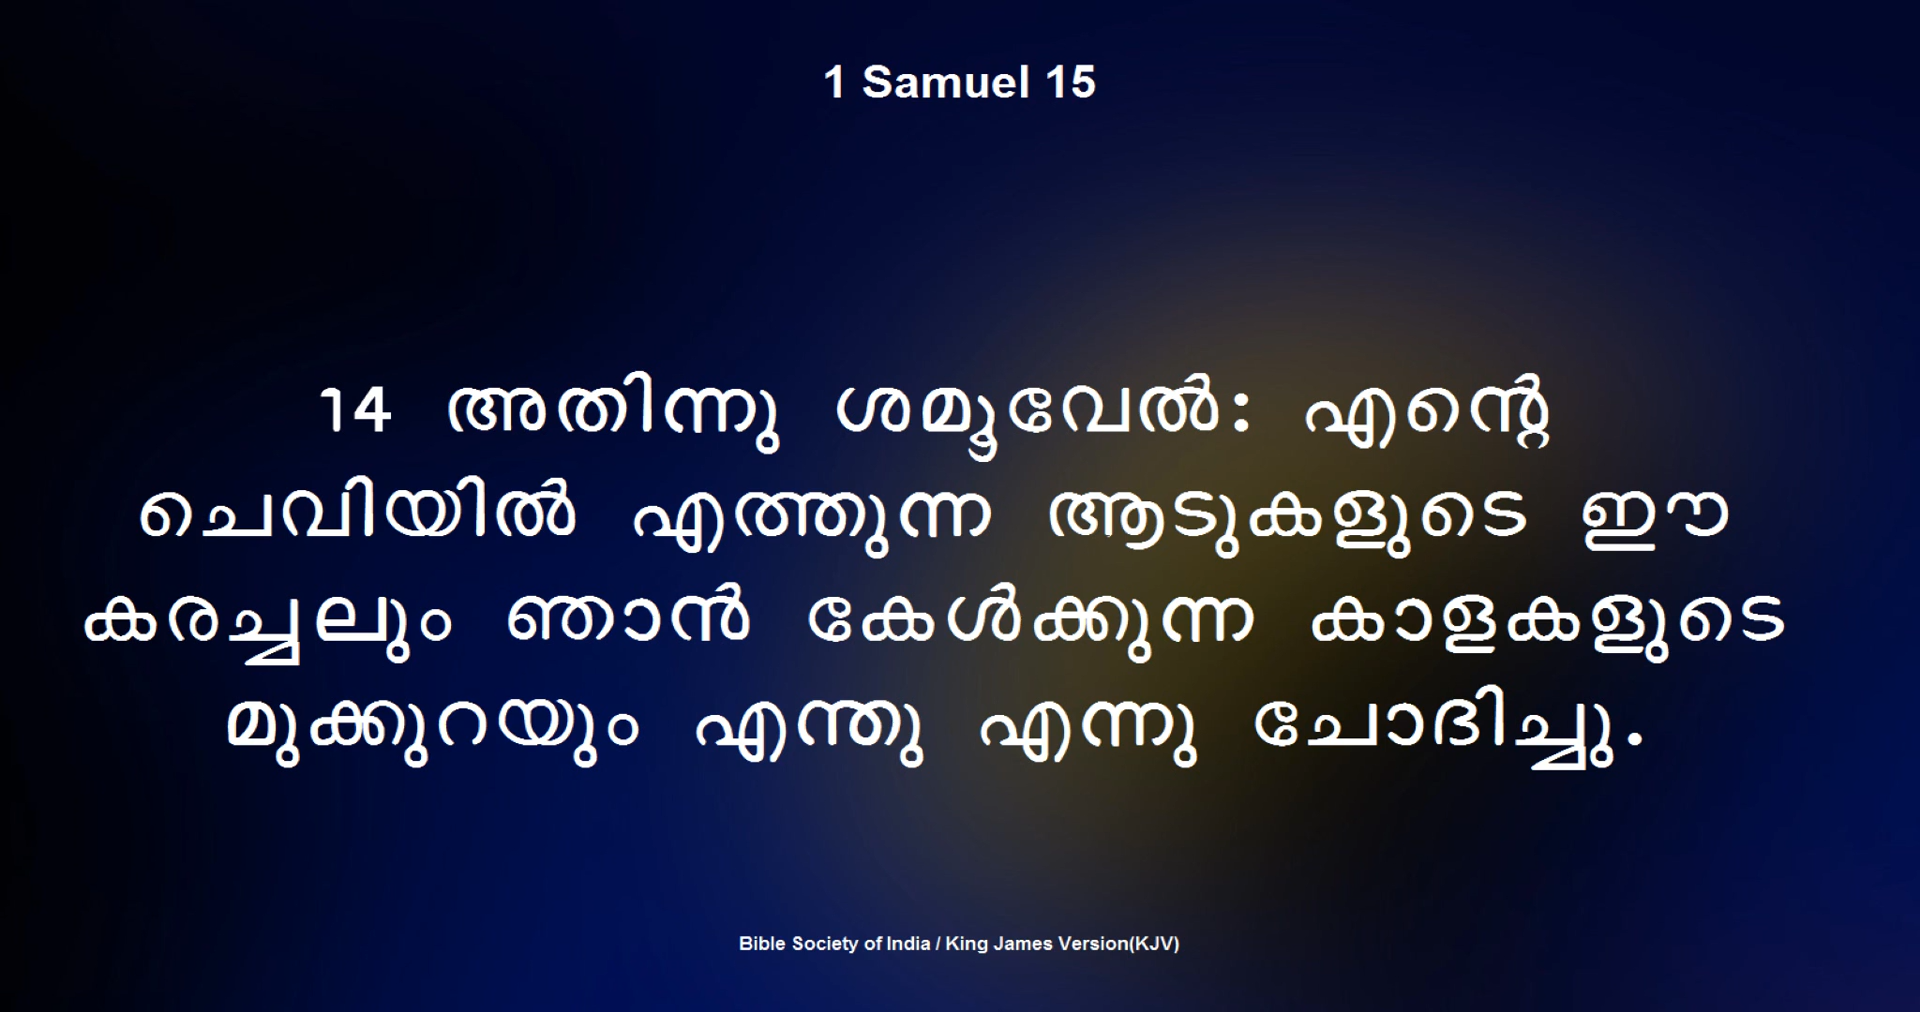 1 Samuel 15
14 അതിന്നു ശമൂവേൽ: എന്റെ
ചെവിയിൽ എത്തുന്ന ആടുകളുടെ ഈ
കരച്ചലും ഞാൻ കേൾക്കുന്ന കാളകളുടെ
മുക്കുറയും എന്തു എന്നു ചോദിച്ചു.
Bible Society of India / King James Version(KJV)